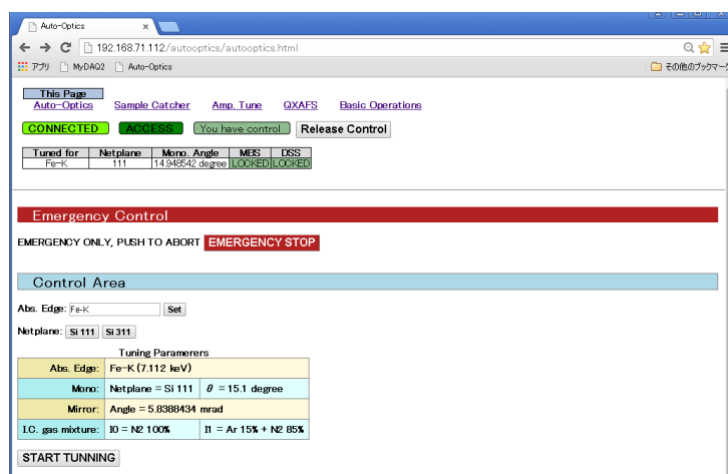 Auto-Optics
192.168.71.112/autooptics/autooptics.html
アプリ MyDAQ2 Auto-Optics その他のブックマーク
This Page
Auto-Optics Sample Catcher Amp. Tune QXAFS Basic Operations
CONNECTED ACCESS You have control Release Control
Tuned for Netplane Mono. Angle MBS DSS
Fe-K 111 14.948542 degree LOCKED LOCKED
Emergency Control
EMERGENCY ONLY, PUSH TO ABORT EMERGENCY STOP
Control Area
Abs. Edge: Fe-K Set
Netplane: Si 111 Si 311
Tuning Paramerers
Abs. Edge: Fe-K (7.112 keV)
Mono: Netplane = Si 111 θ = 15.1 degree
Mirror: Angle = 5.8388434 mrad
I.C. gas mixture: I0 = N2 100% I1 = Ar 15% + N2 85%
START TUNNING